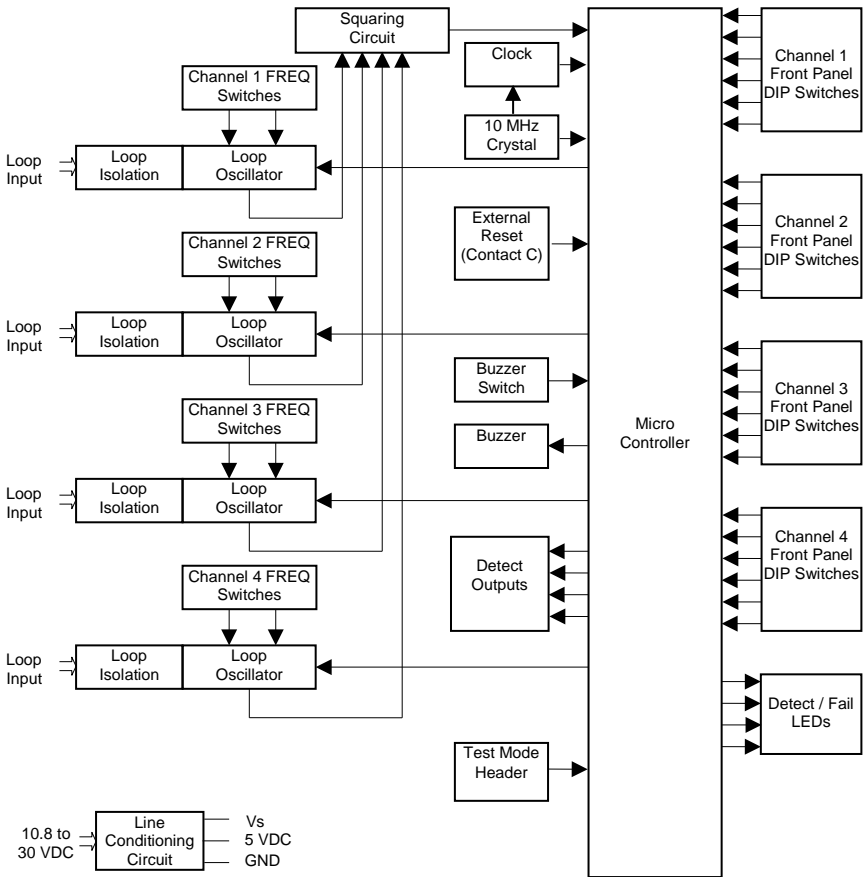 Squaring
Circuit
Clock
10 MHz
Crystal
Channel 1
Front Panel
DIP Switches
Channel 1 FREQ
Switches
Loop
Input
Loop
Isolation
Loop
Oscillator
External
Reset
(Contact C)
Channel 2
Front Panel
DIP Switches
Channel 2 FREQ
Switches
Loop
Input
Loop
Isolation
Loop
Oscillator
Buzzer
Switch
Buzzer
Micro
Controller
Channel 3
Front Panel
DIP Switches
Channel 3 FREQ
Switches
Loop
Input
Loop
Isolation
Loop
Oscillator
Detect
Outputs
Channel 4
Front Panel
DIP Switches
Channel 4 FREQ
Switches
Loop
Input
Loop
Isolation
Loop
Oscillator
Detect / Fail
LEDs
Test Mode
Header
10.8 to
30 VDC
Line
Conditioning
Circuit
Vs
5 VDC
GND